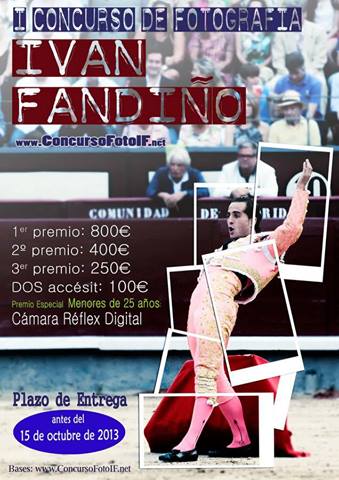 I CONCURSO DE FOTOGRAFIA
IVAN
FANDIÑO
www.ConcursoFotoIF.net
COMUNIDAD DE MADRID
1er premio: 800€
2º premio: 400€
3er premio: 250€
DOS accésit: 100€
Premio Especial Menores de 25 años:
Cámara Réflex Digital
Plazo de Entrega
antes del
15 de octubre de 2013
Bases: www.ConcursoFotoIF.net